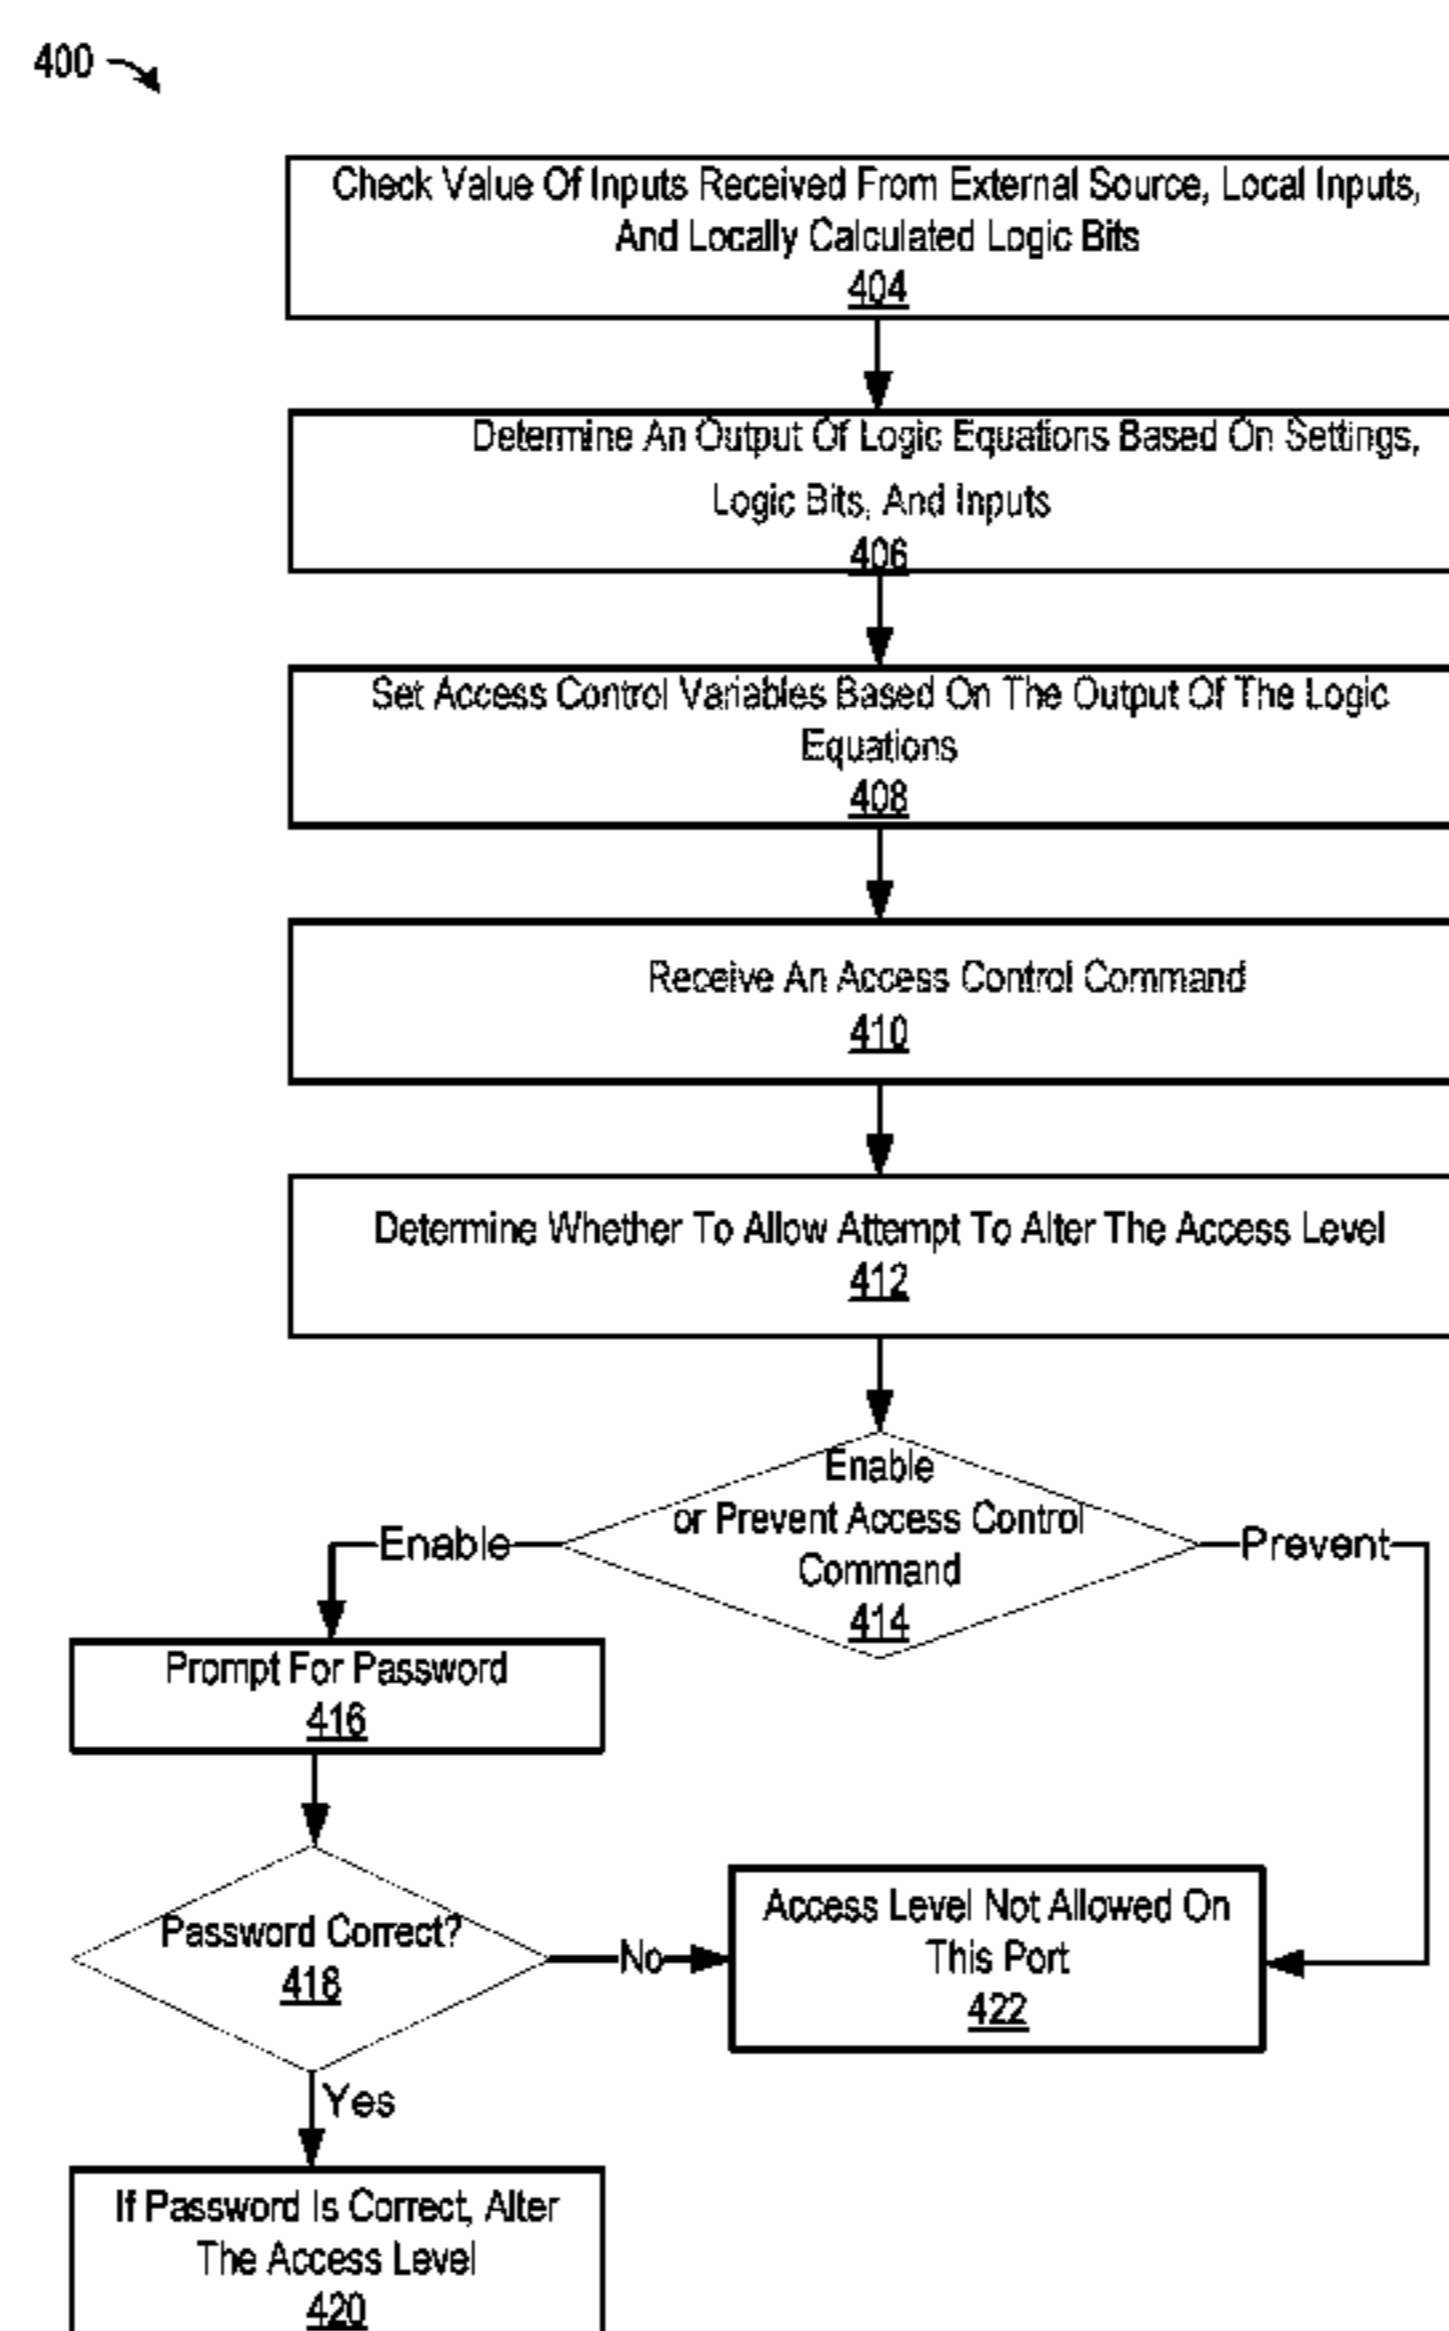 400
Check Value Of Inputs Received From External Source, Local Inputs,
And Locally Calculated Logic Bits
404
Determine An Output Of Logic Equations Based On Settings,
Logic Bits, And Inputs
406
Set Access Control Variables Based On The Output Of The Logic
Equations
408
Receive An Access Control Command
410
Determine Whether To Allow Attempt To Alter The Access Level
412
Enable
or Prevent Access Control
Command
414
Enable
Prevent
Prompt For Password
416
Password Correct?
418
No
Access Level Not Allowed On
This Port
422
Yes
If Password Is Correct, Alter
The Access Level
420